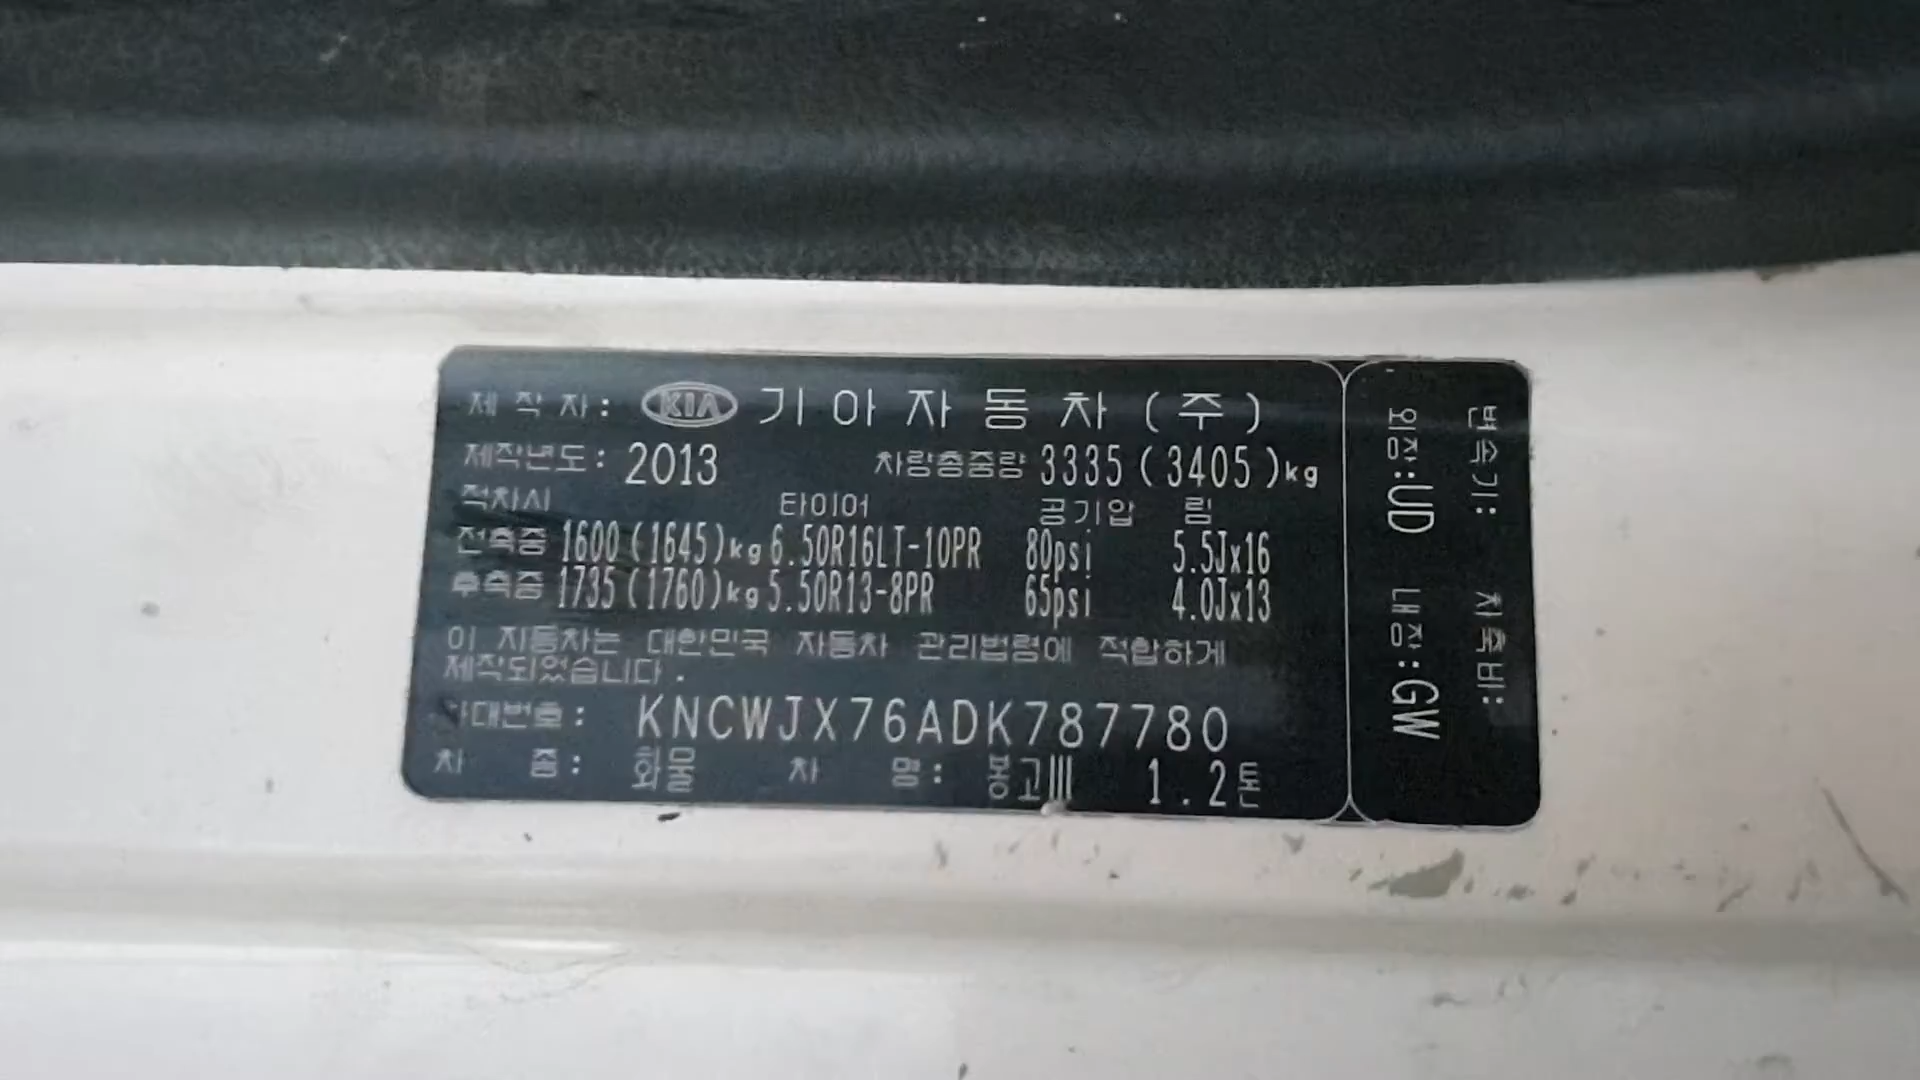 제 작 자 : KIA 기 아 자 동 차 ( 주 )
제작년도 : 2013 차량총중량 3335 ( 3405 ) kg
적차시 타이어 공기압 림
전축중 1600 (1645) kg 6.50R16LT-10PR 80psi 5.5Jx16
후축중 1735 (1760) kg 5.50R13-8PR 65psi 4.0Jx13
이 자동차는 대한민국 자동차 관리법령에 적합하게
제작되었습니다 .
차대번호 : KNCWJX76ADK787780
차 종 : 화물 차 명 : 봉고III 1 . 2톤
변속기 : 차축비 :
외장 : UD 내장 : GW